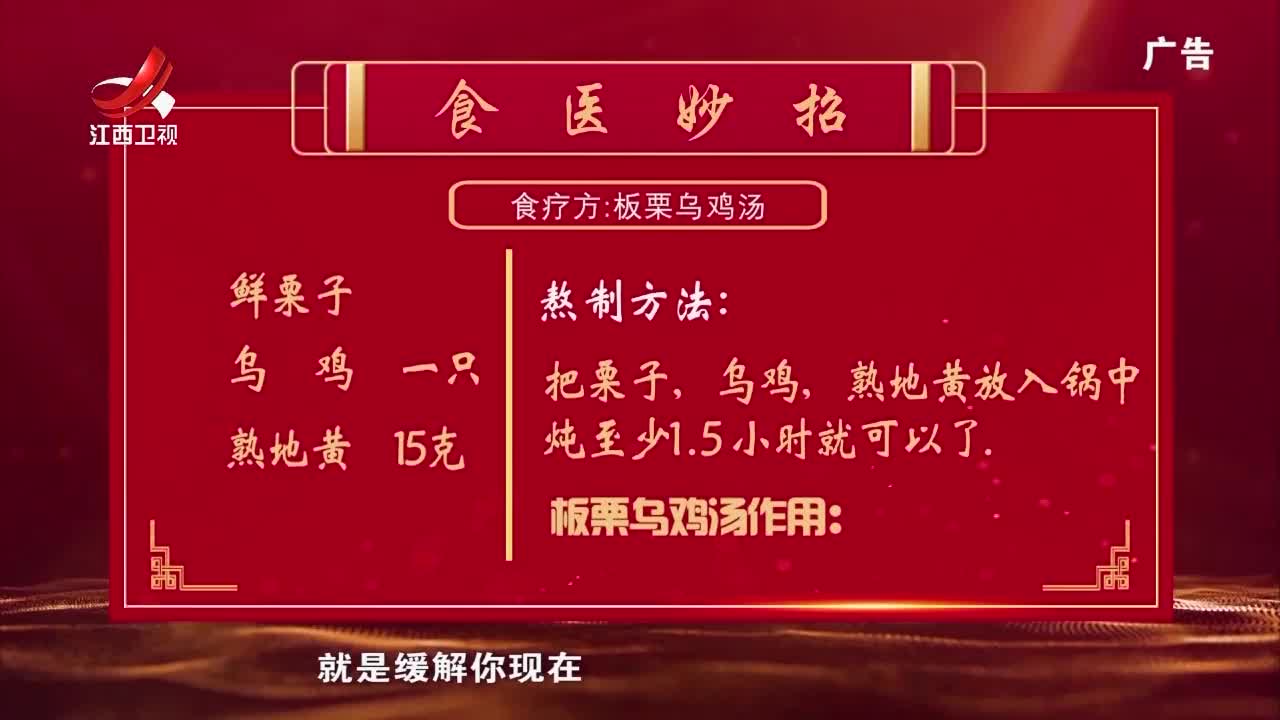 广告
江西卫视
食医妙招
食疗方:板栗乌鸡汤
鲜栗子
乌鸡 一只
熟地黄 15克
熬制方法:
把栗子,乌鸡,熟地黄放入锅中
炖至少1.5小时就可以了.
板栗乌鸡汤作用:
就是缓解你现在